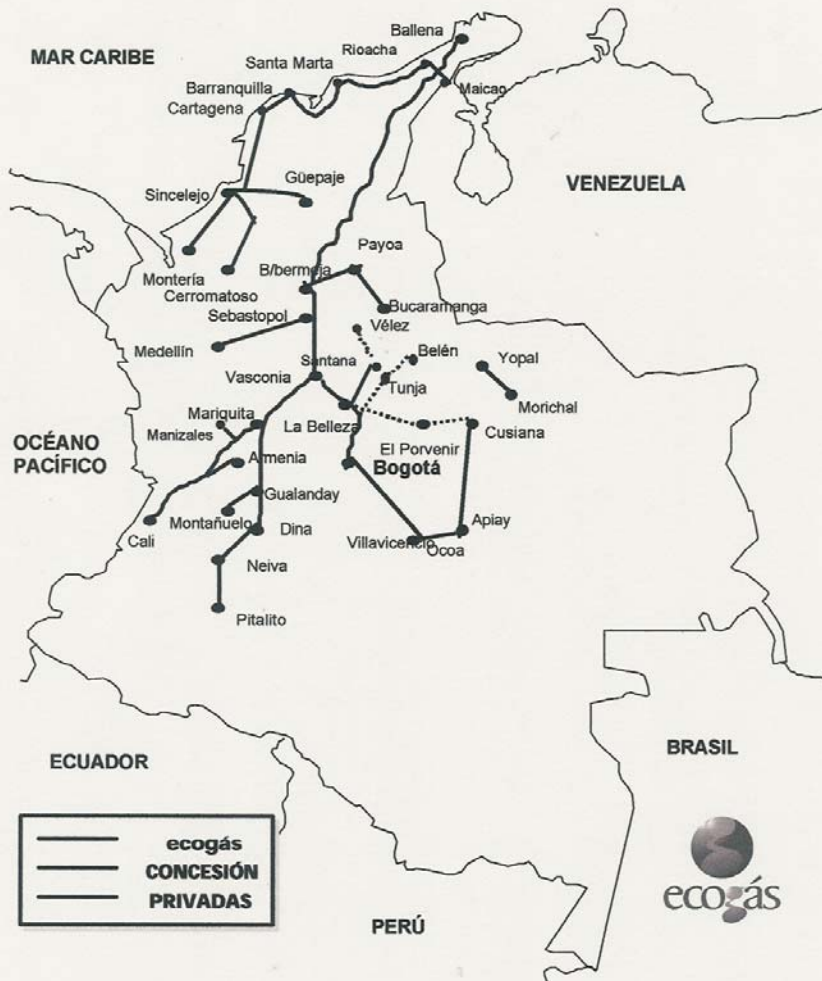 Ballena
Rioacha
MAR CARIBE
Santa Marta
Barranquilla
Maicao
Cartagena
Güepaje
VENEZUELA
Sincelejo
Payoa
Montería
B/bermeja
Cerromatoso
Bucaramanga
Sebastopol
Vélez
Medellín
Belén
Santana
Yopal
Vasconia
Tunja
Morichal
Mariquita
La Belleza
Cusiana
Manizales
OCÉANO
PACÍFICO
El Porvenir
Armenia
Bogotá
Gualanday
Montañuelo
Apiay
Dina
Cali
Villavicencio
Ocoa
Neiva
Pitalito
ECUADOR
BRASIL
ecogás
CONCESIÓN
PRIVADAS
ecogás
PERÚ